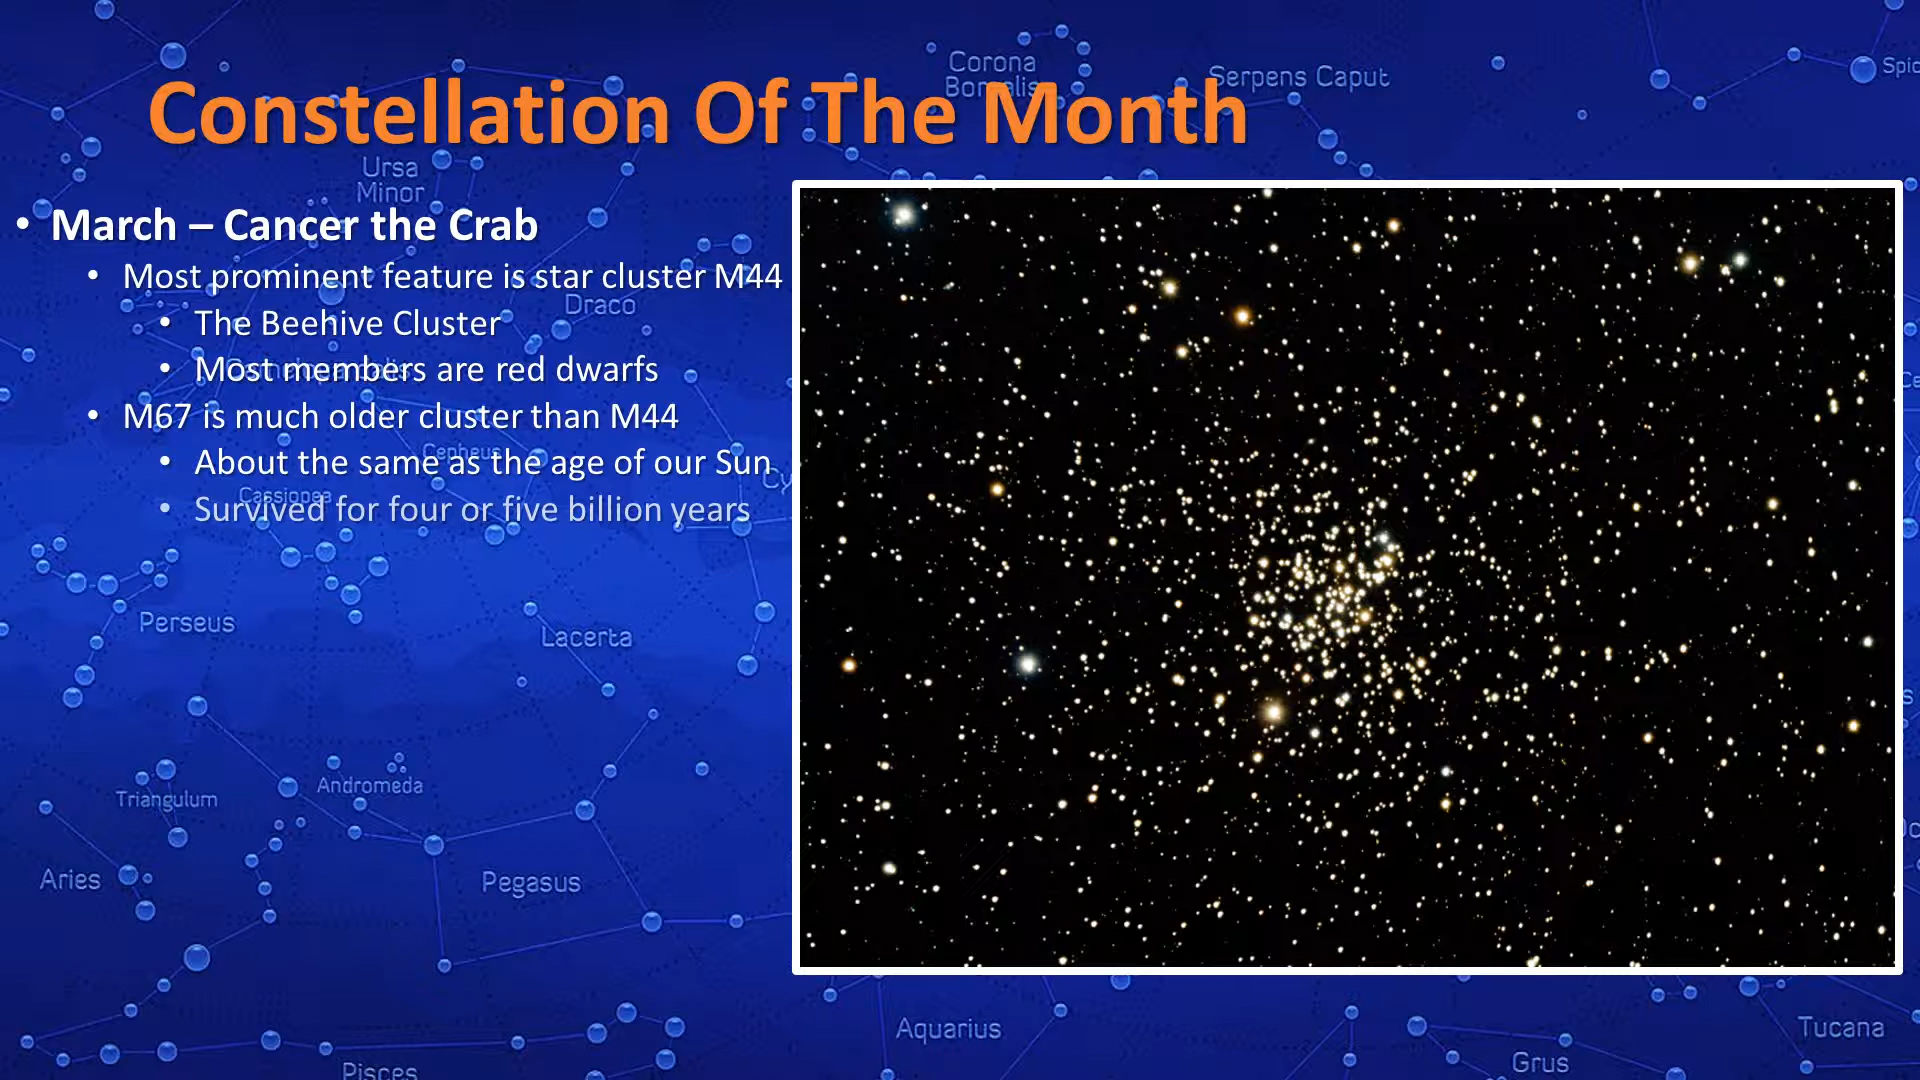 Constellation Of The Month
• March – Cancer the Crab
• Most prominent feature is star cluster M44
• The Beehive Cluster
• Most members are red dwarfs
• M67 is much older cluster than M44
• About the same as the age of our Sun
• Survived for four or five billion years
Corona
Borealis
Serpens Caput
Ursa
Minor
Draco
Cepheus
Cassiopea
Perseus
Lacerta
Triangulum
Andromeda
Aries
Pegasus
Pisces
Aquarius
Grus
Tucana